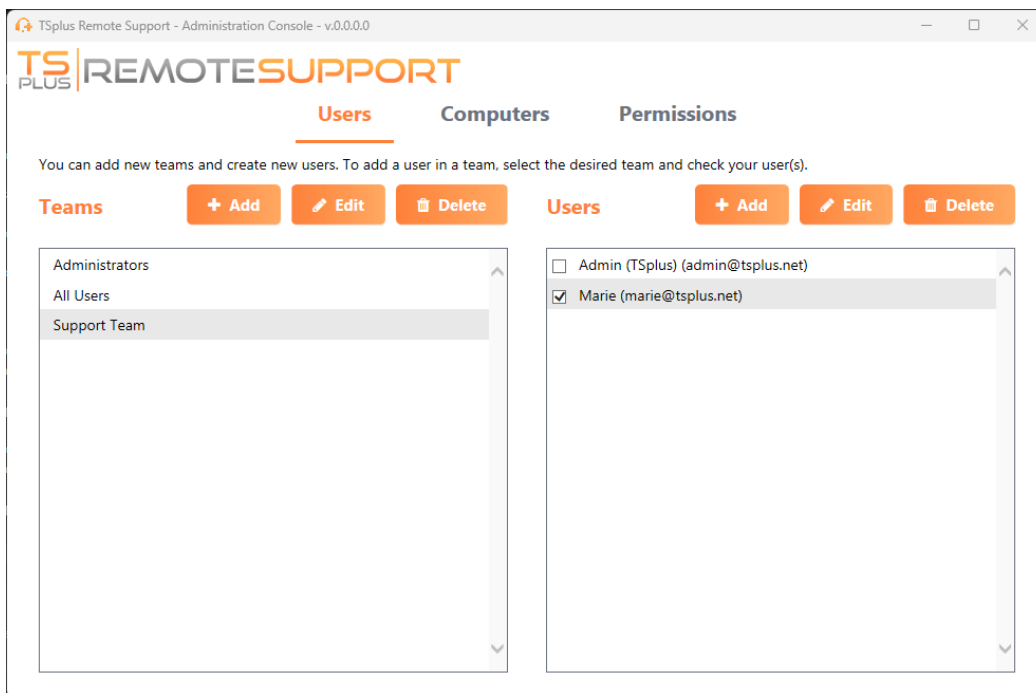 TSplus Remote Support - Administration Console - v.0.0.0.0
TS PLUS REMOTESUPPORT
Users Computers Permissions
You can add new teams and create new users. To add a user in a team, select the desired team and check your user(s).
Teams + Add Edit Delete Users + Add Edit Delete
Administrators
All Users
Support Team
Admin (TSplus) (admin@tsplus.net)
Marie (marie@tsplus.net)